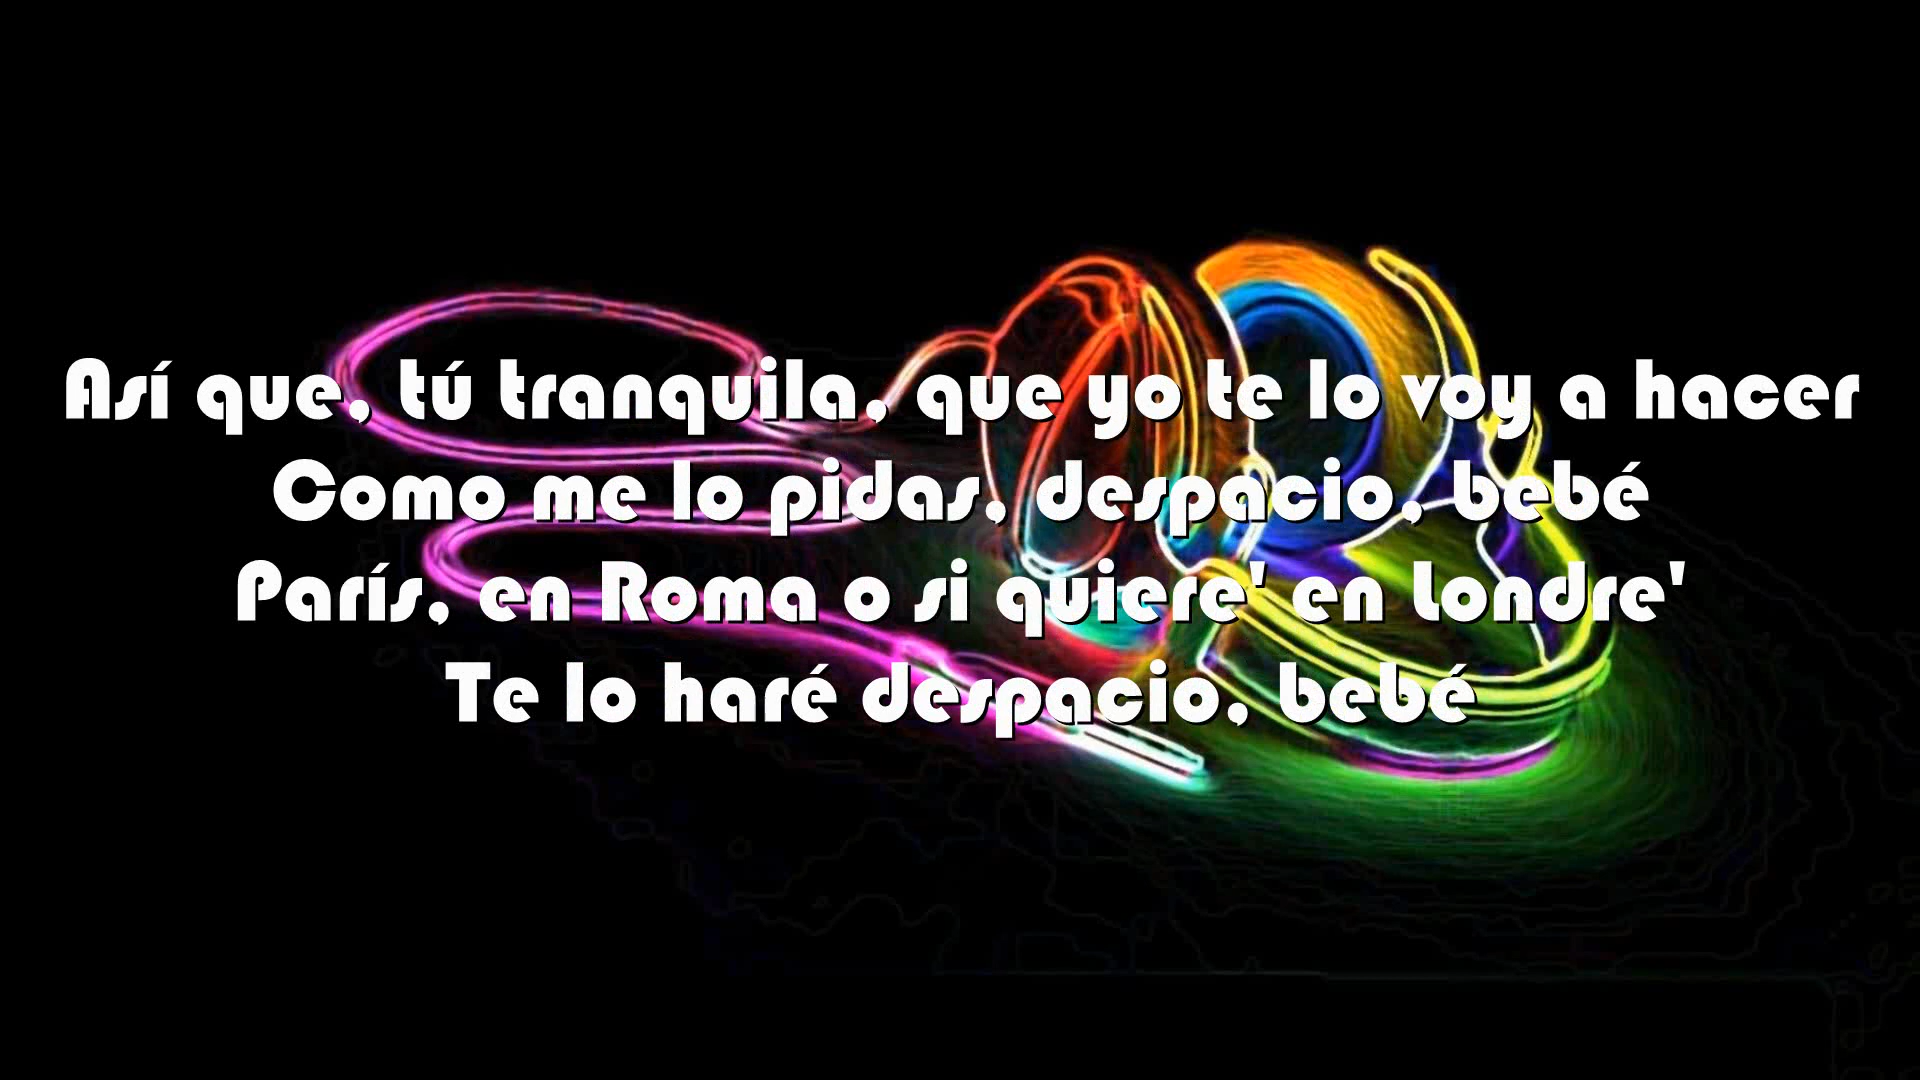 Así que, tú tranquila, que yo te lo voy a hacer
Como me lo pidas, despacio, bebé
París, en Roma o si quiere' en Londre'
Te lo haré despacio, bebé